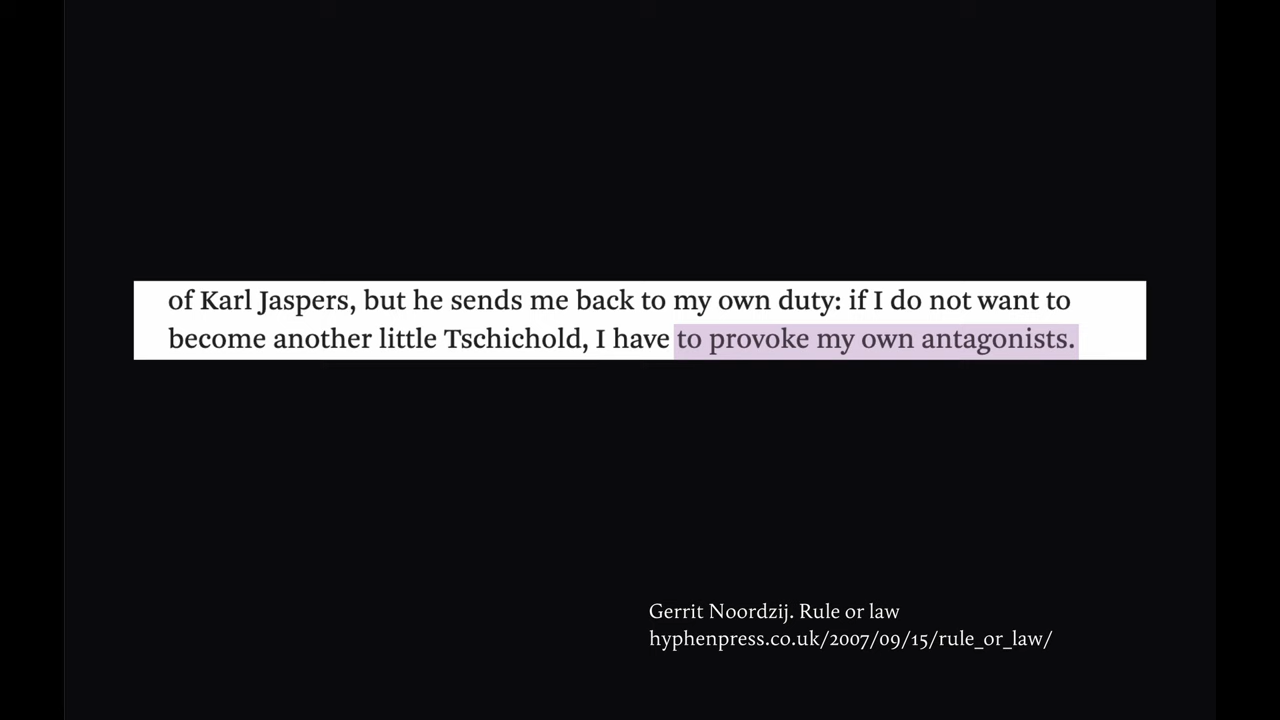 of Karl Jaspers, but he sends me back to my own duty: if I do not want to
become another little Tschichold, I have to provoke my own antagonists.
Gerrit Noordzij. Rule or law
hyphenpress.co.uk/2007/09/15/rule_or_law/